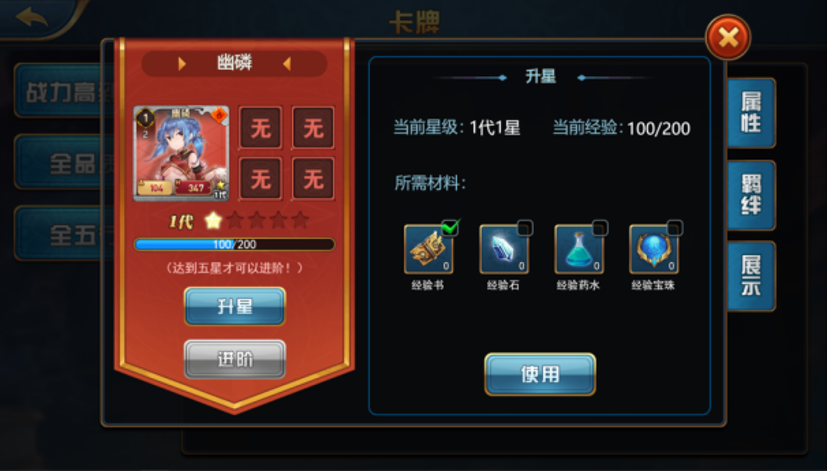 卡牌
战力高
全品
全五行
幽磷
1
2
幽磷
104
347
1代
无
无
无
无
1代
100/200
(达到五星才可以进阶！)
升星
进阶
升星
当前星级：1代1星
当前经验：100/200
所需材料：
0
0
0
0
经验书
经验石
经验药水
经验宝珠
使用
属性
羁绊
展示